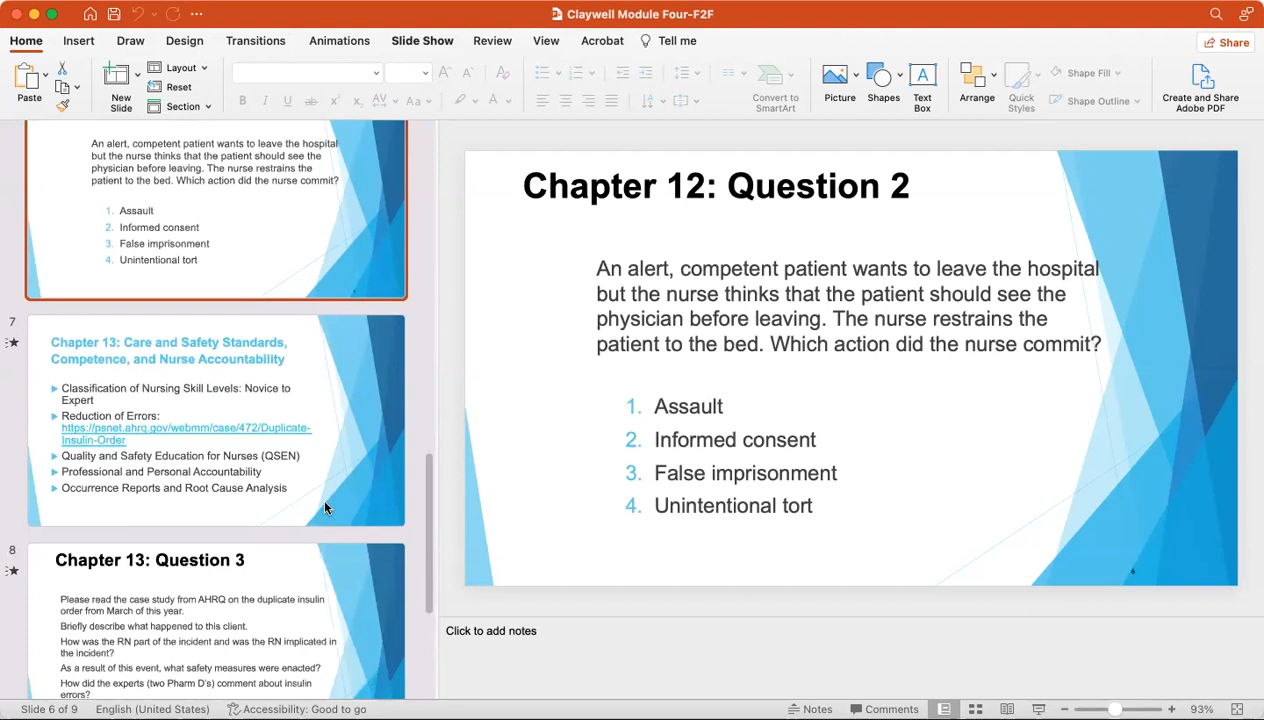 Claywell Module Four-F2F
Home Insert Draw Design Transitions Animations Slide Show Review View Acrobat Tell me
Share
Paste
New Slide
Layout
Reset
Section
Convert to SmartArt
Picture
Shapes
Text Box
Arrange
Quick Styles
Shape Fill
Shape Outline
Create and Share Adobe PDF
An alert, competent patient wants to leave the hospital
but the nurse thinks that the patient should see the
physician before leaving. The nurse restrains the
patient to the bed. Which action did the nurse commit?
1. Assault
2. Informed consent
3. False imprisonment
4. Unintentional tort
7
Chapter 13: Care and Safety Standards,
Competence, and Nurse Accountability
Classification of Nursing Skill Levels: Novice to
Expert
Reduction of Errors:
https://psnet.ahrq.gov/webmm/case/472/Duplicate-
Insulin-Order
Quality and Safety Education for Nurses (QSEN)
Professional and Personal Accountability
Occurrence Reports and Root Cause Analysis
8
Chapter 13: Question 3
Please read the case study from AHRQ on the duplicate insulin
order from March of this year.
Briefly describe what happened to this client.
How was the RN part of the incident and was the RN implicated in
the incident?
As a result of this event, what safety measures were enacted?
How did the experts (two Pharm D's) comment about insulin
errors?
Chapter 12: Question 2
An alert, competent patient wants to leave the hospital
but the nurse thinks that the patient should see the
physician before leaving. The nurse restrains the
patient to the bed. Which action did the nurse commit?
1. Assault
2. Informed consent
3. False imprisonment
4. Unintentional tort
6
Click to add notes
Slide 6 of 9 English (United States) Accessibility: Good to go Notes Comments 93%